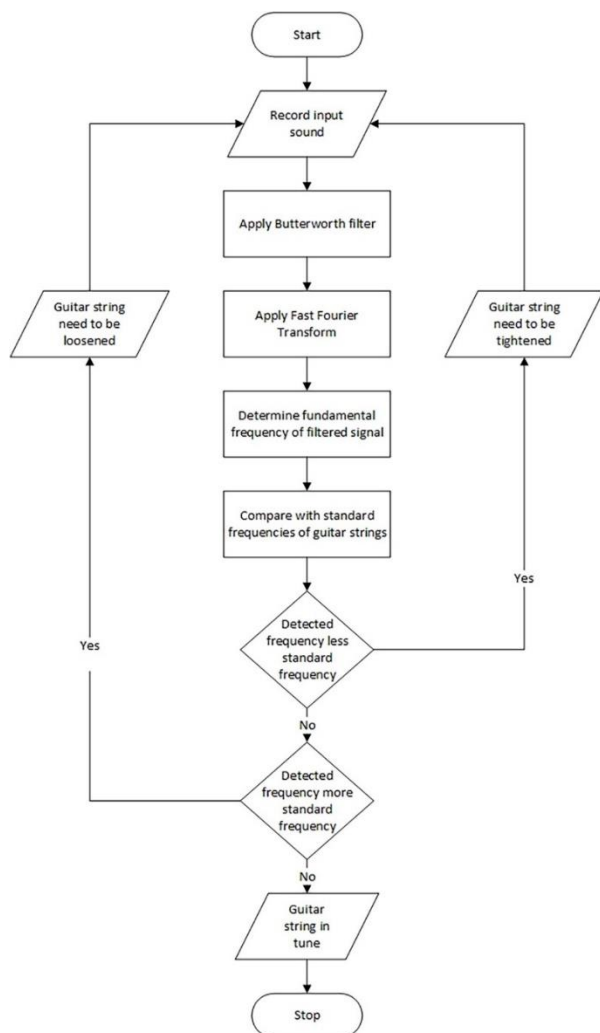 Start
Record input
sound
Apply Butterworth filter
Guitar string
need to be
loosened
Apply Fast Fourier
Transform
Guitar string
need to be
tightened
Determine fundamental
frequency of filtered signal
Compare with standard
frequencies of guitar strings
Yes
Detected
frequency less
standard
frequency
Yes
No
Detected
frequency more
standard
frequency
No
Guitar
string in
tune
Stop